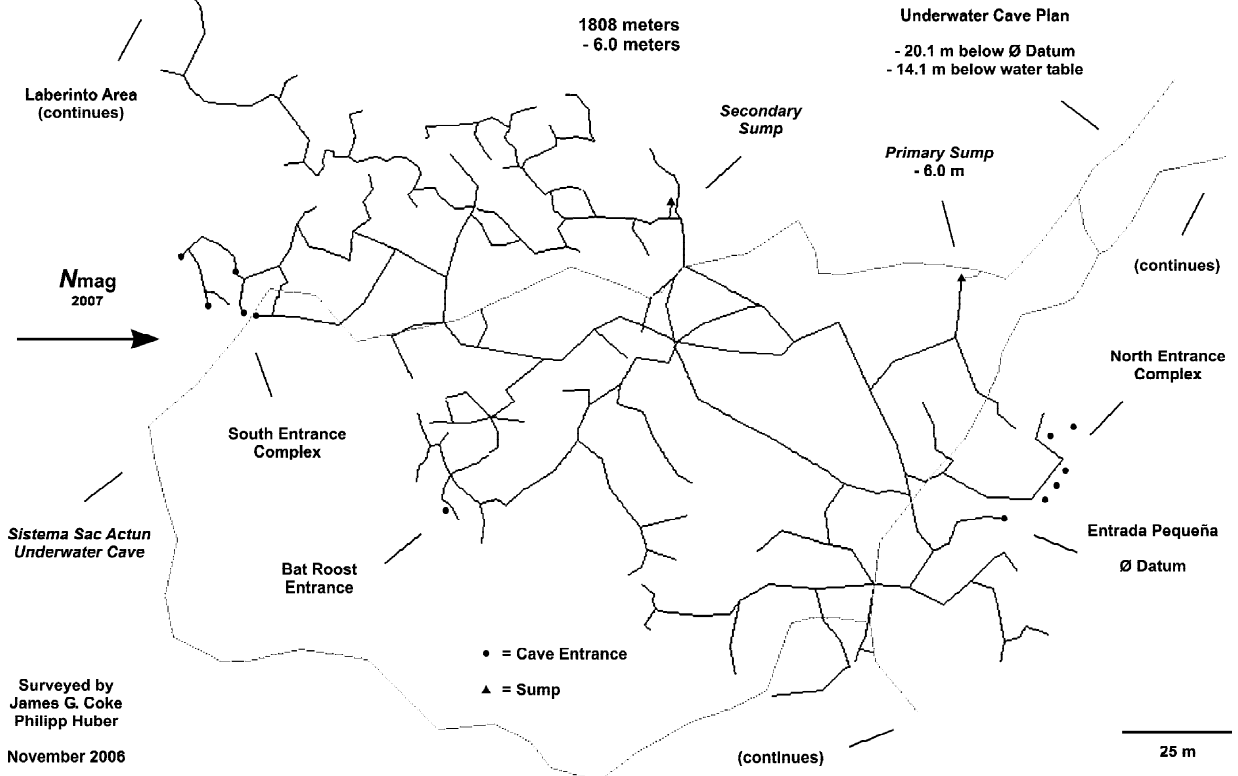 1808 meters
- 6.0 meters
Underwater Cave Plan
- 20.1 m below Ø Datum
- 14.1 m below water table
Laberinto Area
(continues)
Secondary
Sump
Primary Sump
- 6.0 m
Nmag
2007
(continues)
North Entrance
Complex
South Entrance
Complex
Sistema Sac Actun
Underwater Cave
Bat Roost
Entrance
Entrada Pequeña
Ø Datum
• = Cave Entrance
▲ = Sump
Surveyed by
James G. Coke
Philipp Huber
November 2006
(continues)
25 m